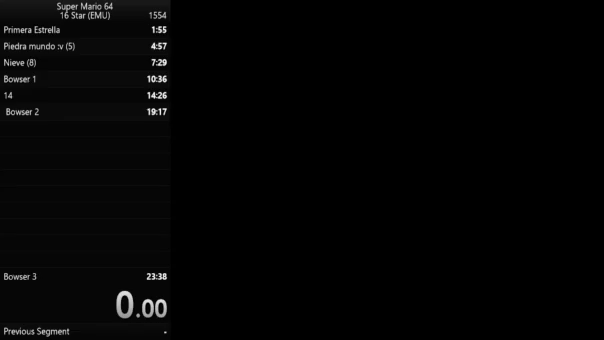 Super Mario 64
16 Star (EMU) 1554
Primera Estrella 1:55
Piedra mundo :v (5) 4:57
Nieve (8) 7:29
Bowser 1 10:36
14 14:26
Bowser 2 19:17
Bowser 3 23:38
0.00
Previous Segment -